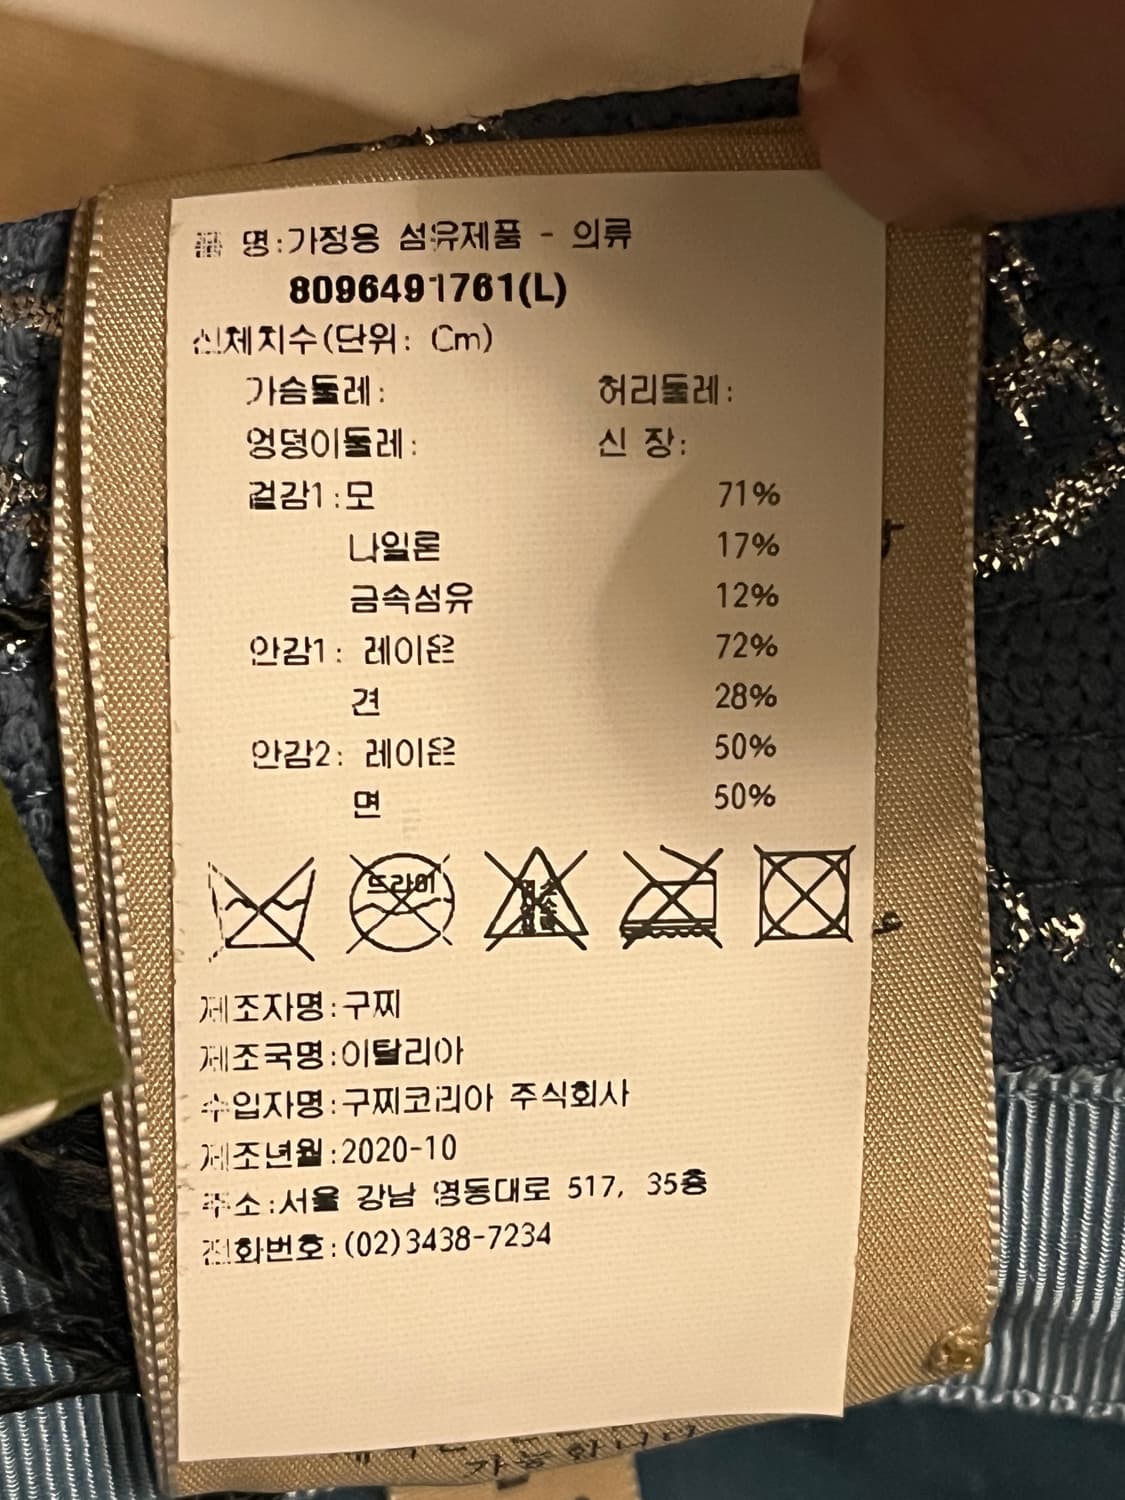 품 명:가정용 섬유제품 - 의류
8096491761(L)
신체치수(단위: Cm)
가슴둘레: 허리둘레:
엉덩이둘레: 신 장:
겉감1:모 71%
나일론 17%
금속섬유 12%
안감1: 레이온 72%
견 28%
안감2: 레이온 50%
면 50%
드라이
제조자명:구찌
제조국명:이탈리아
수입자명:구찌코리아 주식회사
제조년월:2020-10
주소:서울 강남 영동대로 517, 35층
전화번호:(02)3438-7234